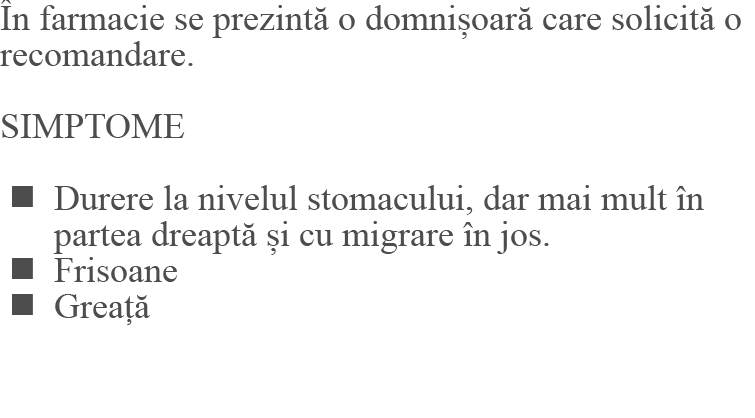 În farmacie se prezintă o domnișoară care solicită o
recomandare.
SIMPTOME
■ Durere la nivelul stomacului, dar mai mult în
partea dreaptă și cu migrare în jos.
■ Frisoane
■ Greață